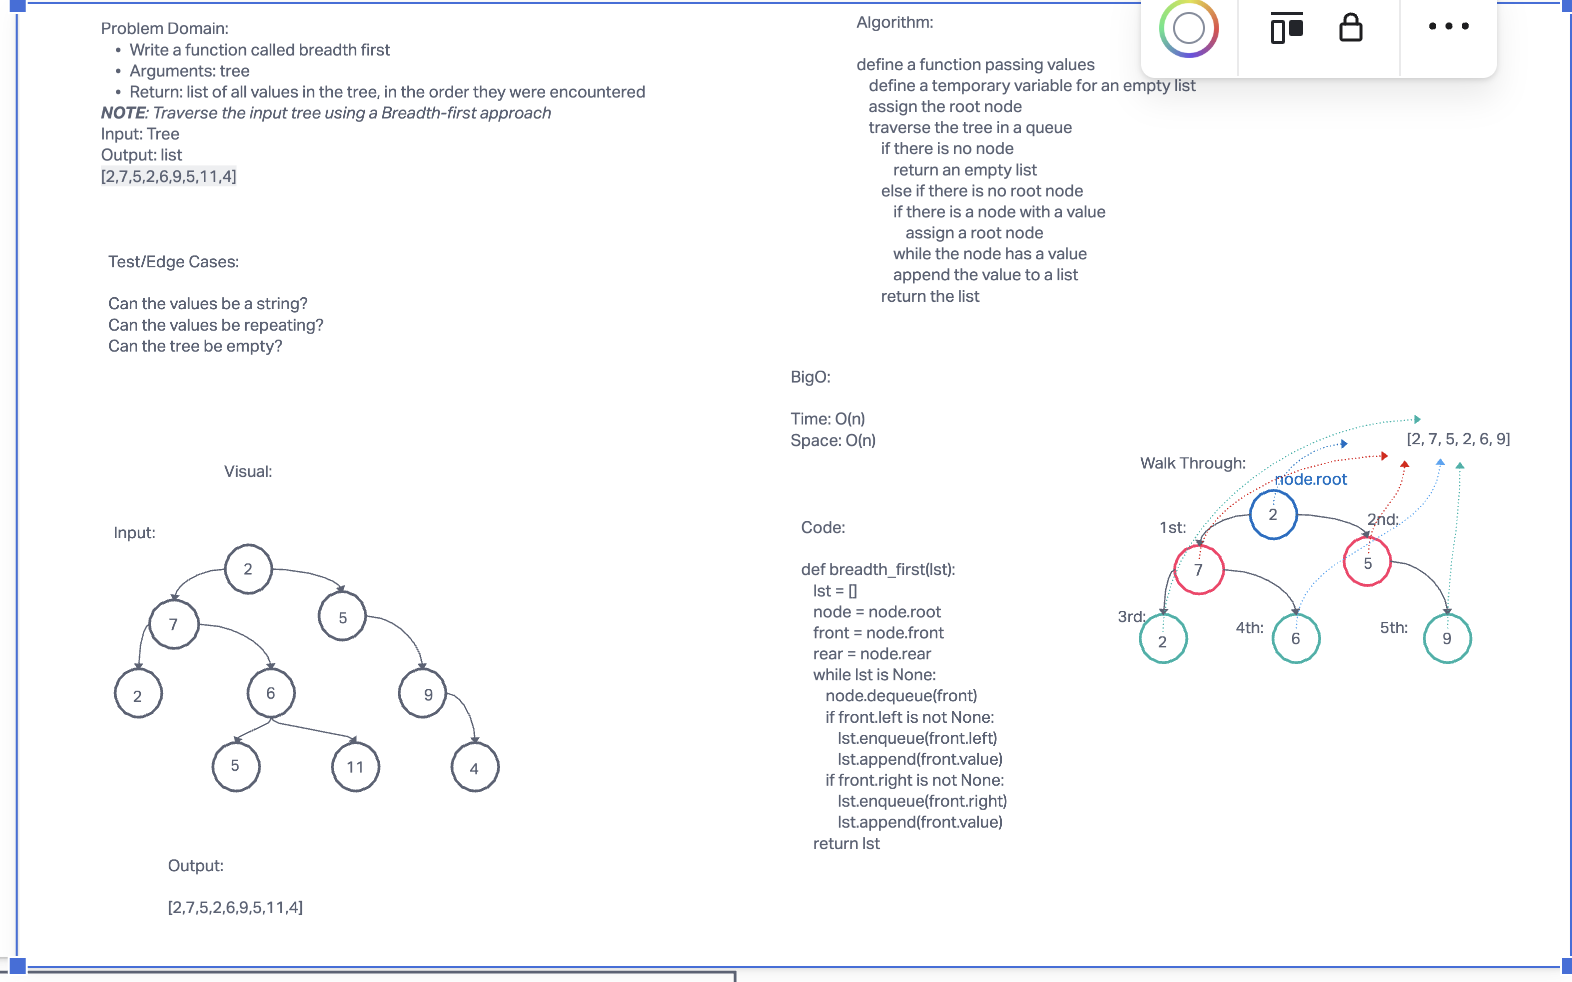 Problem Domain:
• Write a function called breadth first
• Arguments: tree
• Return: list of all values in the tree, in the order they were encountered
NOTE: Traverse the input tree using a Breadth-first approach
Input: Tree
Output: list
[2,7,5,2,6,9,5,11,4]
Test/Edge Cases:
Can the values be a string?
Can the values be repeating?
Can the tree be empty?
Visual:
Input:
2
7
5
2
6
9
5
11
4
Output:
[2,7,5,2,6,9,5,11,4]
Algorithm:
define a function passing values
define a temporary variable for an empty list
assign the root node
traverse the tree in a queue
if there is no node
return an empty list
else if there is no root node
if there is a node with a value
assign a root node
while the node has a value
append the value to a list
return the list
BigO:
Time: O(n)
Space: O(n)
Code:
def breadth_first(lst):
lst = []
node = node.root
front = node.front
rear = node.rear
while lst is None:
node.dequeue(front)
if front.left is not None:
lst.enqueue(front.left)
lst.append(front.value)
if front.right is not None:
lst.enqueue(front.right)
lst.append(front.value)
return lst
[2, 7, 5, 2, 6, 9]
Walk Through:
node.root
2
1st:
2nd:
7
5
3rd:
4th:
5th:
2
6
9